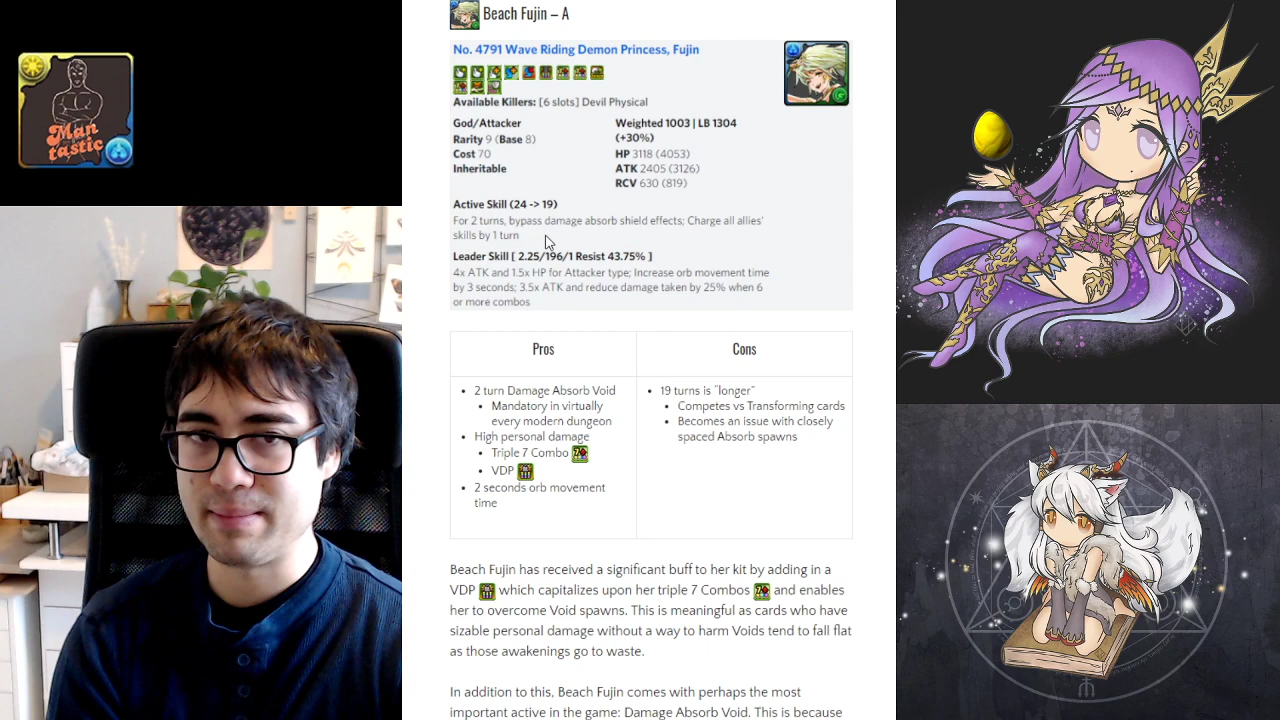 Man
tastic
Beach Fujin – A
No. 4791 Wave Riding Demon Princess, Fujin
Available Killers: [6 slots] Devil Physical
God/Attacker
Rarity 9 (Base 8)
Cost 70
Inheritable
Weighted 1003 | LB 1304
(+30%)
HP 3118 (4053)
ATK 2405 (3126)
RCV 630 (819)
Active Skill (24 -> 19)
For 2 turns, bypass damage absorb shield effects; Charge all allies'
skills by 1 turn
Leader Skill [ 2.25/196/1 Resist 43.75% ]
4x ATK and 1.5x HP for Attacker type; Increase orb movement time
by 3 seconds; 3.5x ATK and reduce damage taken by 25% when 6
or more combos
Pros
Cons
• 2 turn Damage Absorb Void
• Mandatory in virtually
every modern dungeon
• High personal damage
• Triple 7 Combo
• VDP
• 2 seconds orb movement
time
• 19 turns is "longer"
• Competes vs Transforming cards
• Becomes an issue with closely
spaced Absorb spawns
Beach Fujin has received a significant buff to her kit by adding in a
VDP which capitalizes upon her triple 7 Combos and enables
her to overcome Void spawns. This is meaningful as cards who have
sizable personal damage without a way to harm Voids tend to fall flat
as those awakenings go to waste.
In addition to this, Beach Fujin comes with perhaps the most
important active in the game: Damage Absorb Void. This is because